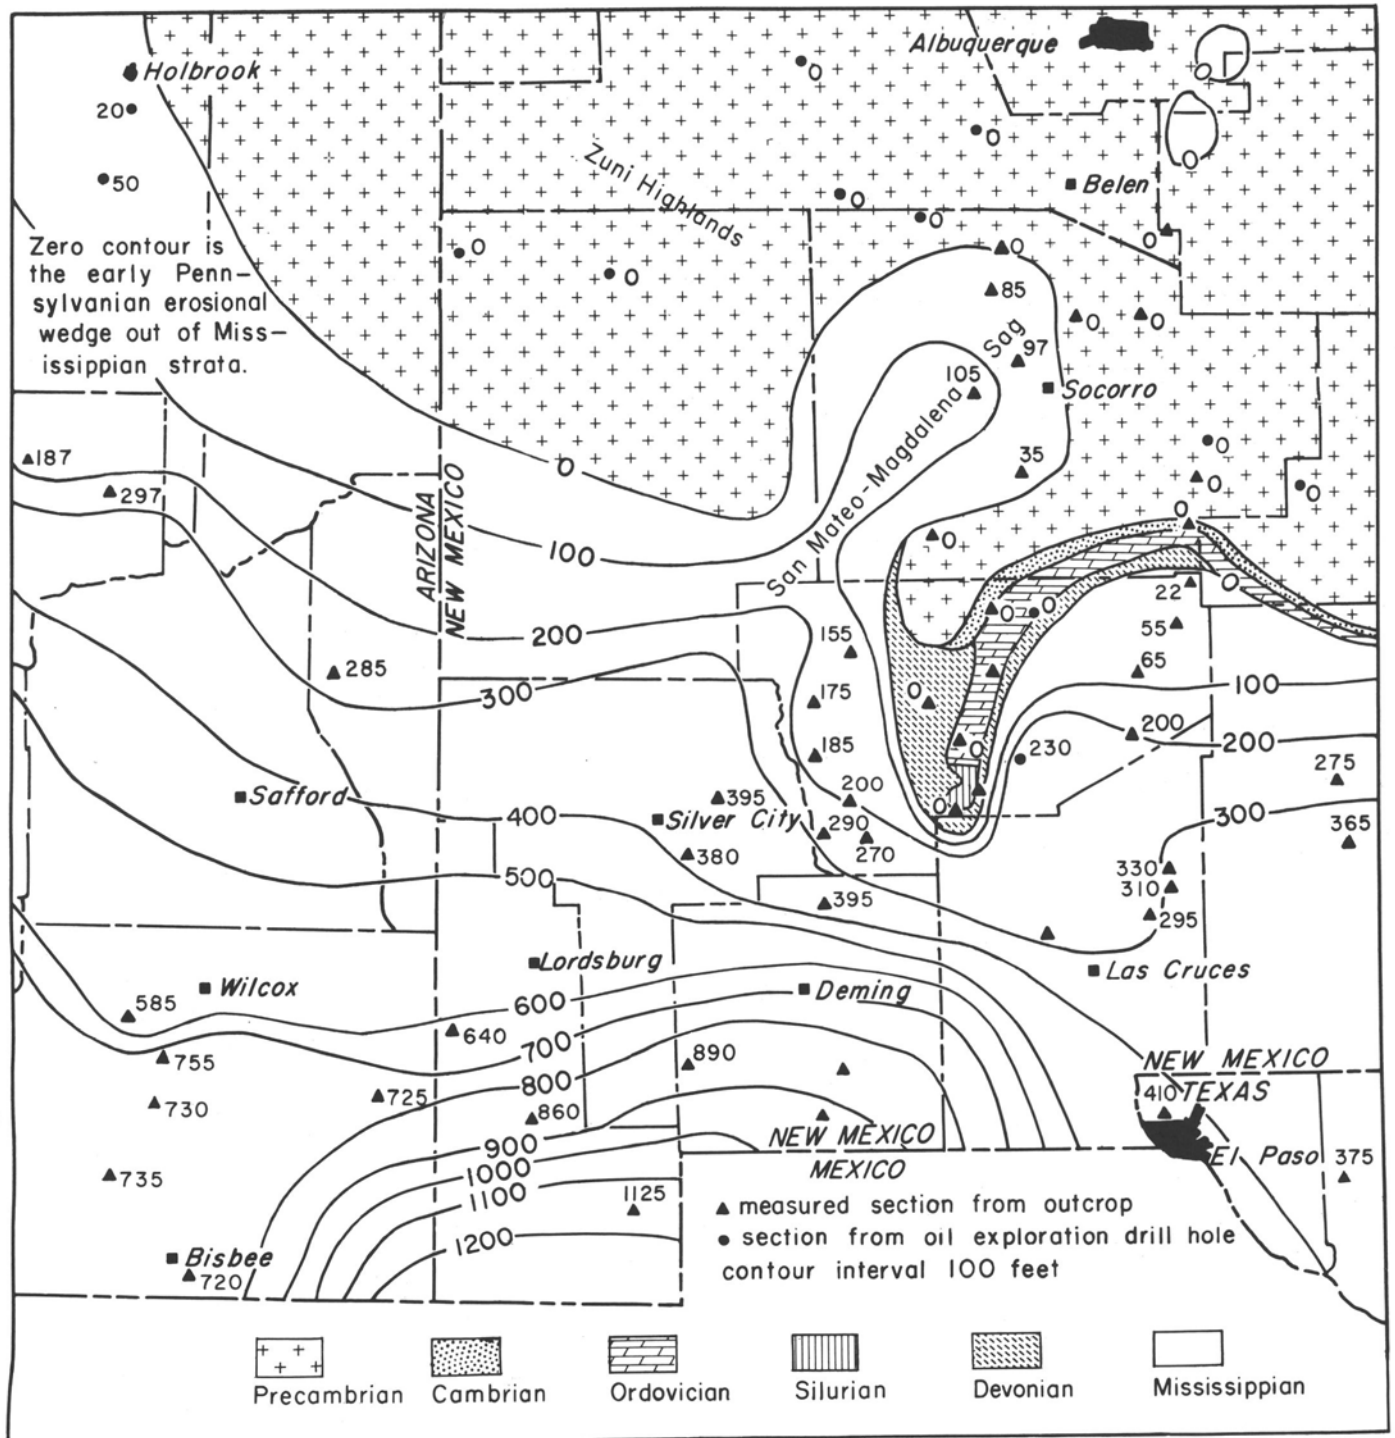 Albuquerque
Holbrook
0
0
20
0
50
0
Zuni Highlands
Belen
0
0
0
0
0
0
0
Zero contour is
the early Penn-
sylvanian erosional
wedge out of Miss-
issippian strata.
85
0
0
San Mateo-Magdalena Sag
97
105
Socorro
35
187
297
0
0
0
0
0
0
100
ARIZONA
NEW MEXICO
22
0
0
0
55
200
155
65
285
300
175
0
100
200
200
185
0
230
275
Safford
395
200
0
300
400
Silver City
290
270
365
380
330
310
500
395
295
Lordsburg
Las Cruces
Wilcox
Deming
585
600
640
700
755
890
NEW MEXICO
TEXAS
410
800
725
730
860
900
NEW MEXICO
MEXICO
El Paso
375
1000
735
1100
1125
measured section from outcrop
section from oil exploration drill hole
contour interval 100 feet
1200
Bisbee
720
Precambrian
Cambrian
Ordovician
Silurian
Devonian
Mississippian